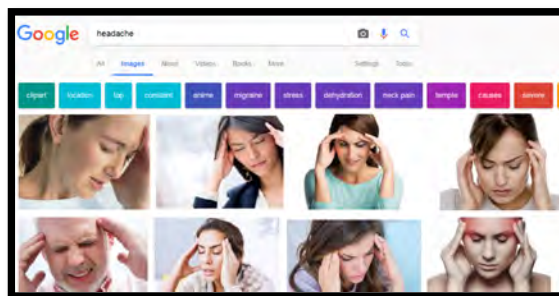 Google headache
All Images News Videos Books More Settings Tools
clipart location top constant anime migraine stress dehydration neck pain temple causes severe